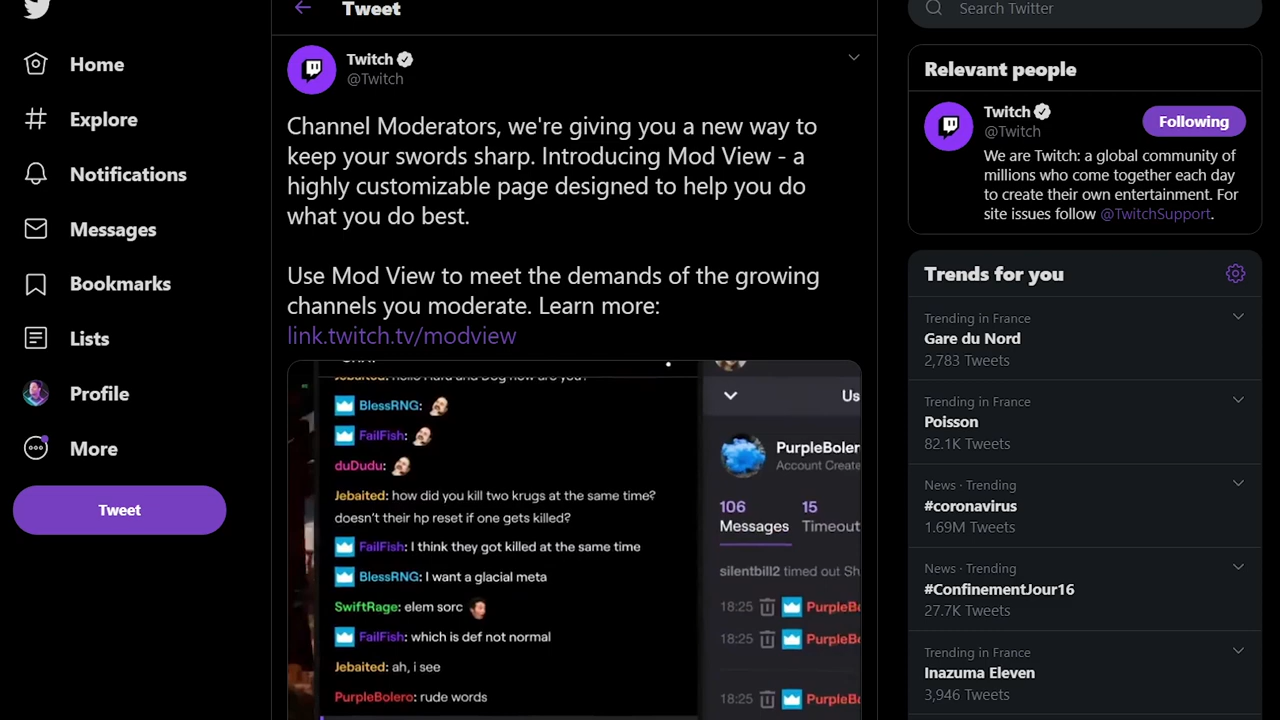 Tweet
Search Twitter
Home
Explore
Notifications
Messages
Bookmarks
Lists
Profile
More
Tweet
Twitch
@Twitch
Channel Moderators, we're giving you a new way to
keep your swords sharp. Introducing Mod View - a
highly customizable page designed to help you do
what you do best.
Use Mod View to meet the demands of the growing
channels you moderate. Learn more:
link.twitch.tv/modview
BlessRNG:
FailFish:
duDudu:
Jebaited: how did you kill two krugs at the same time?
doesn't their hp reset if one gets killed?
FailFish: I think they got killed at the same time
BlessRNG: I want a glacial meta
SwiftRage: elem sorc
FailFish: which is def not normal
Jebaited: ah, i see
PurpleBolero: rude words
Us
PurpleBoler
Account Create
106 15
Messages Timeout
silentbill2 timed out Sh
18:25 PurpleBo
18:25 PurpleBo
18:25 PurpleBo
Relevant people
Twitch
@Twitch
Following
We are Twitch: a global community of
millions who come together each day
to create their own entertainment. For
site issues follow @TwitchSupport.
Trends for you
Trending in France
Gare du Nord
2,783 Tweets
Trending in France
Poisson
82.1K Tweets
News · Trending
#coronavirus
1.69M Tweets
News · Trending
#ConfinementJour16
27.7K Tweets
Trending in France
Inazuma Eleven
3,946 Tweets